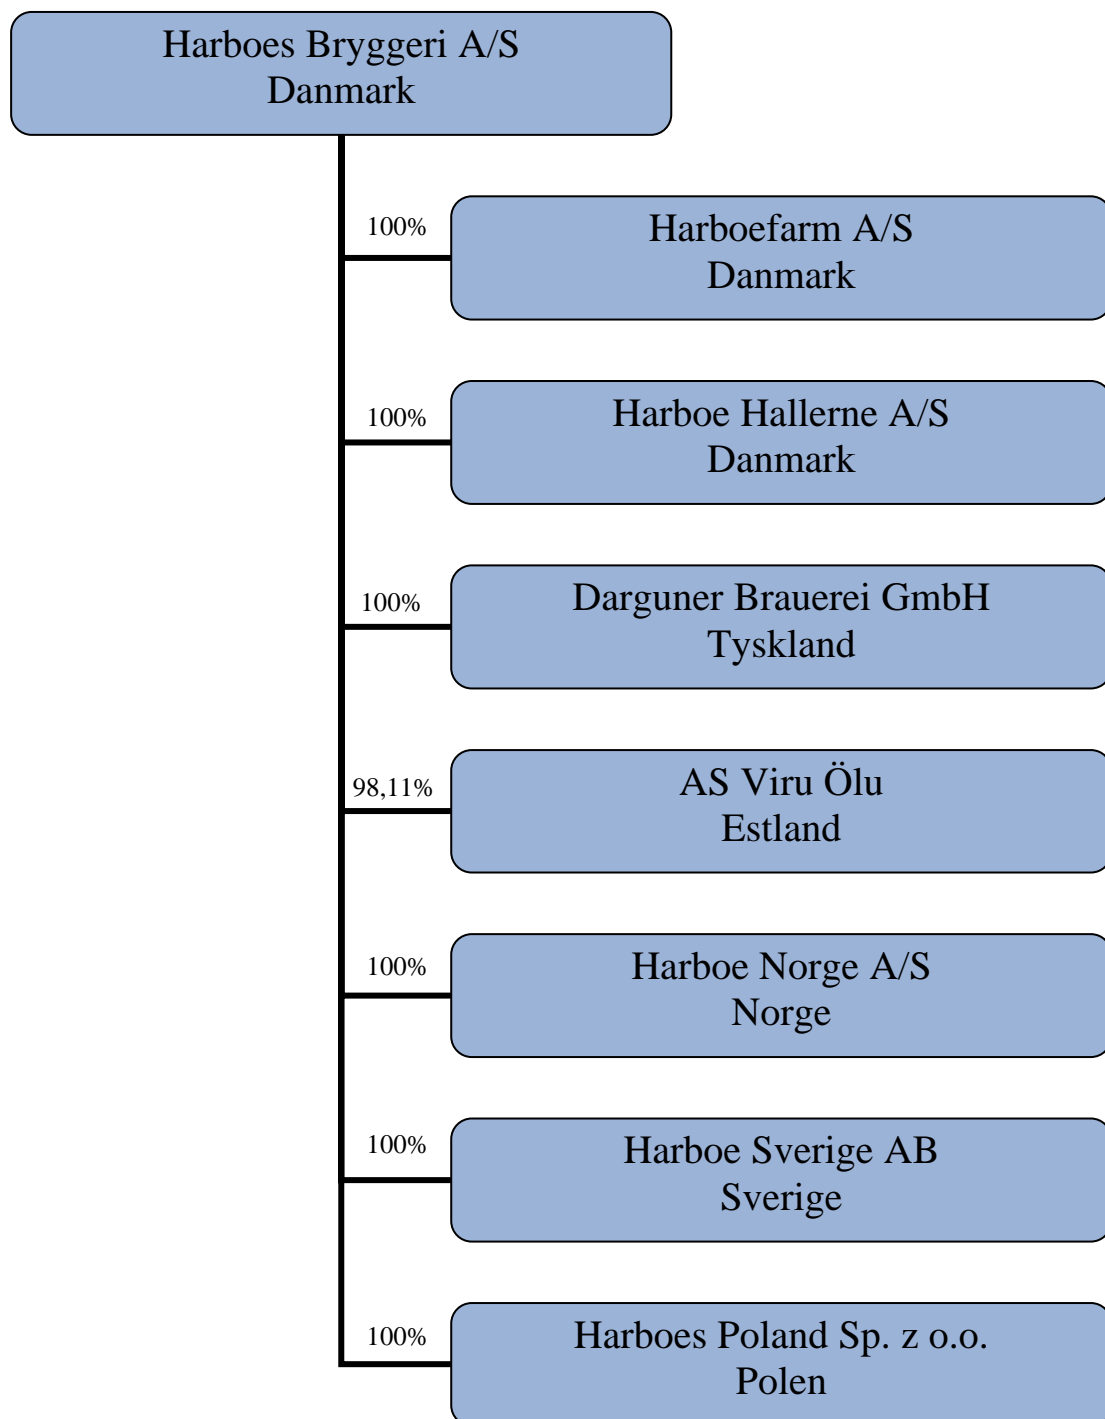 Harboes Bryggeri A/S
Danmark
100%
Harboefarm A/S
Danmark
100%
Harboe Hallerne A/S
Danmark
100%
Darguner Brauerei GmbH
Tyskland
98,11%
AS Viru Ölu
Estland
100%
Harboe Norge A/S
Norge
100%
Harboe Sverige AB
Sverige
100%
Harboes Poland Sp. z o.o.
Polen